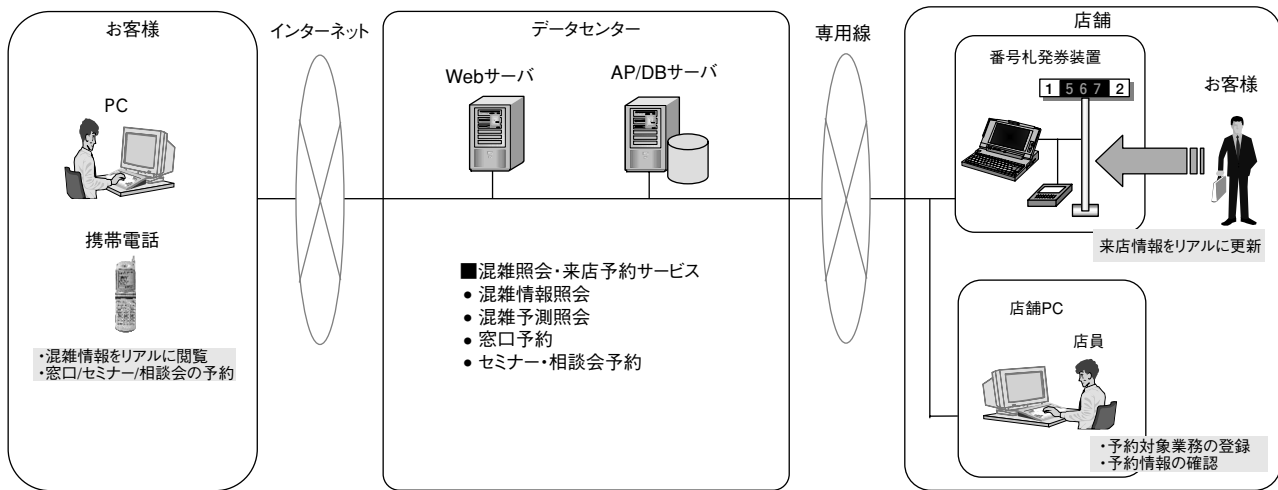 お客様
PC
携帯電話
・混雑情報をリアルに閲覧
・窓口/セミナー/相談会の予約
インターネット
データセンター
Webサーバ
AP/DBサーバ
■混雑照会・来店予約サービス
● 混雑情報照会
● 混雑予測照会
● 窓口予約
● セミナー・相談会予約
専用線
店舗
番号札発券装置
1 567 2
お客様
来店情報をリアルに更新
店舗PC
店員
・予約対象業務の登録
・予約情報の確認